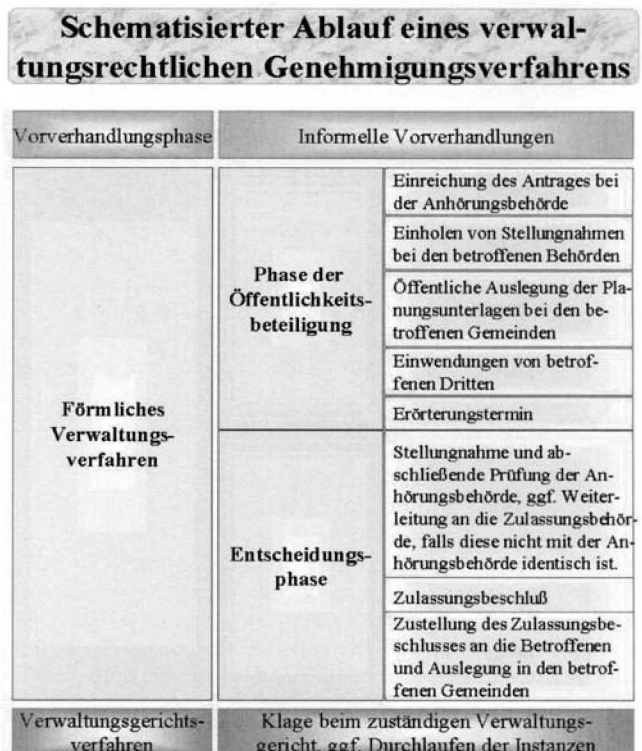 Schematisierter Ablauf eines verwal-
tungsrechtlichen Genehmigungsverfahrens
Vorverhandlungsphase
Informelle Vorverhandlungen
Förmliches
Verwaltungs-
verfahren
Phase der
Öffentlichkeits-
beteiligung
Einreichung des Antrages bei
der Anhörungsbehörde
Einholen von Stellungnahmen
bei den betroffenen Behörden
Öffentliche Auslegung der Pla-
nungsunterlagen bei den be-
troffenen Gemeinden
Einwendungen von betrof-
fenen Dritten
Erörterungstermin
Entscheidungs-
phase
Stellungnahme und ab-
schließende Prüfung der An-
hörungsbehörde, ggf. Weiter-
leitung an die Zulassungsbehör-
de, falls diese nicht mit der An-
hörungsbehörde identisch ist.
Zulassungsbeschluß
Zustellung des Zulassungsbe-
schlusses an die Betroffenen
und Auslegung in den betrof-
fenen Gemeinden
Verwaltungsgerichts-
verfahren
Klage beim zuständigen Verwaltungs-
gericht, ggf. Durchlaufen der Instanzen